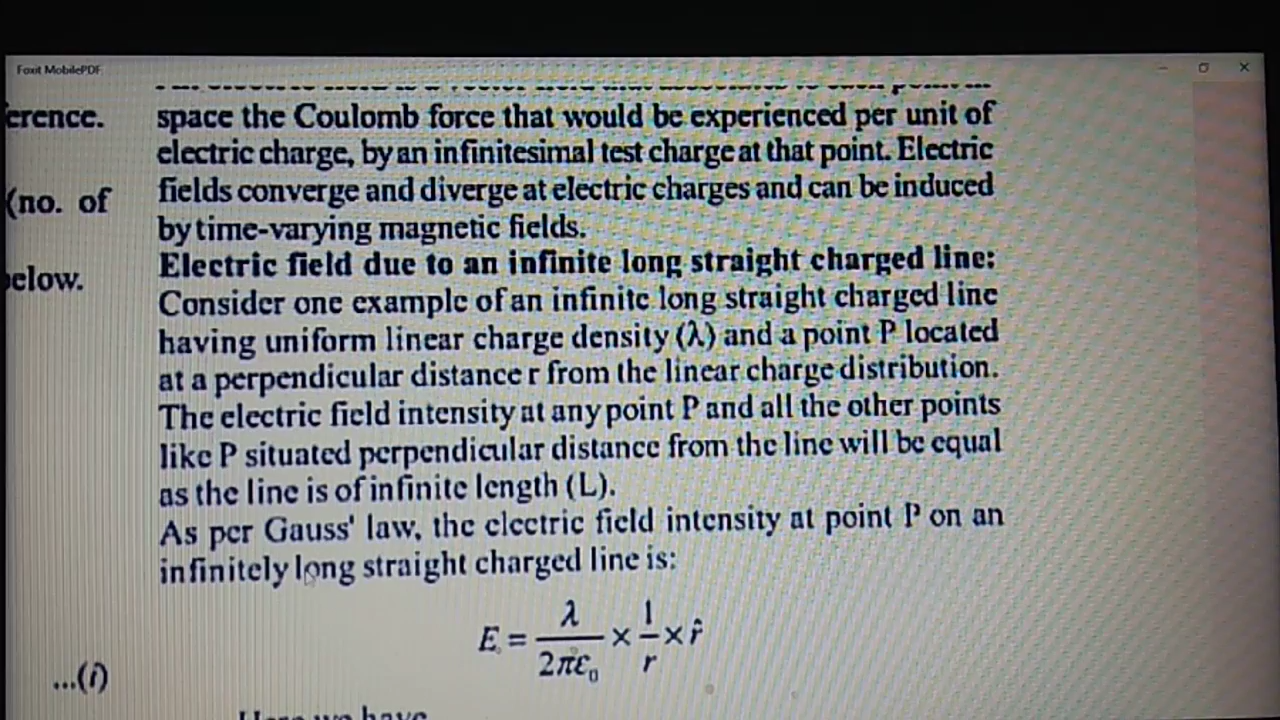 Foxit MobilePDF
erence.
(no. of
elow.
...(i)
space the Coulomb force that would be experienced per unit of
electric charge, by an infinitesimal test charge at that point. Electric
fields converge and diverge at electric charges and can be induced
by time-varying magnetic fields.
Electric field due to an infinite long straight charged line:
Consider one example of an infinite long straight charged line
having uniform linear charge density (λ) and a point P located
at a perpendicular distance r from the linear charge distribution.
The electric field intensity at any point P and all the other points
like P situated perpendicular distance from the line will be equal
as the line is of infinite length (L).
As per Gauss' law, the electric field intensity at point P on an
infinitely long straight charged line is:
E = λ/2πε₀ × 1/r × r̂